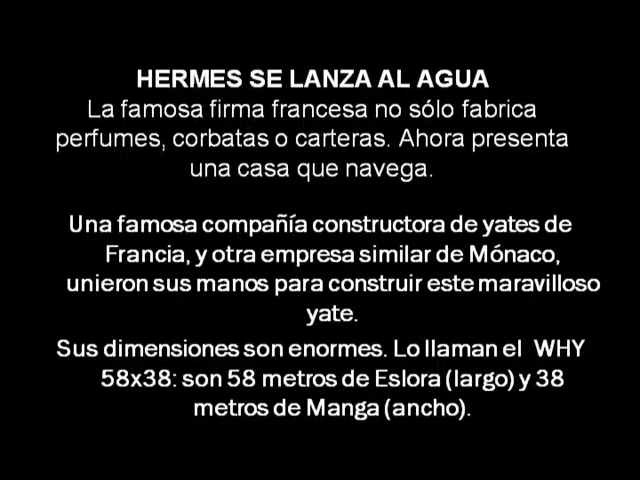 HERMES SE LANZA AL AGUA
La famosa firma francesa no sólo fabrica
perfumes, corbatas o carteras. Ahora presenta
una casa que navega.
Una famosa compañía constructora de yates de
Francia, y otra empresa similar de Mónaco,
unieron sus manos para construir este maravilloso
yate.
Sus dimensiones son enormes. Lo llaman el WHY
58x38: son 58 metros de Eslora (largo) y 38
metros de Manga (ancho).